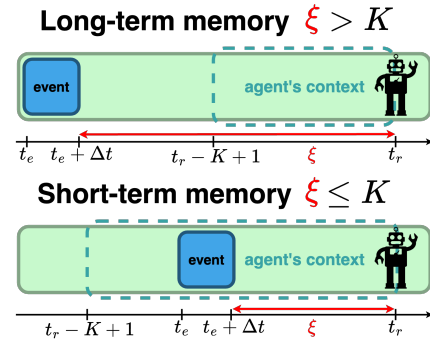 Long-term memory ξ > K
event
agent's context
t_e t_e + Δt t_r − K + 1 ξ t_r
Short-term memory ξ ≤ K
event
agent's context
t_r − K + 1 t_e t_e + Δt ξ t_r